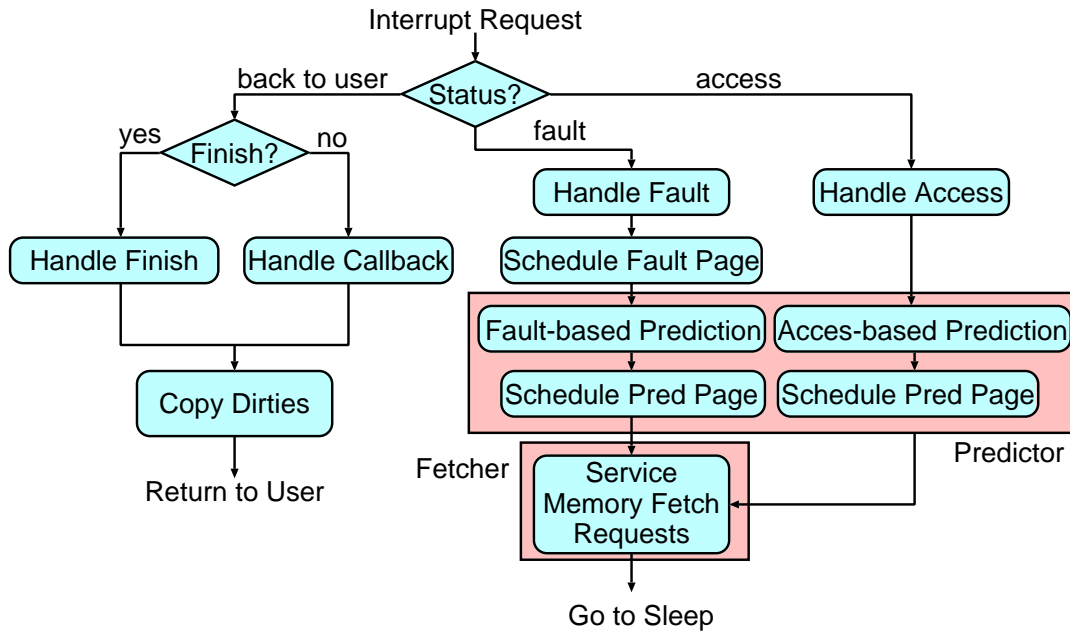 Interrupt Request
back to user
Status?
access
yes
Finish?
no
fault
Handle Fault
Handle Access
Handle Finish
Handle Callback
Schedule Fault Page
Fault-based Prediction
Acces-based Prediction
Copy Dirties
Schedule Pred Page
Schedule Pred Page
Fetcher
Predictor
Service
Memory Fetch
Requests
Return to User
Go to Sleep